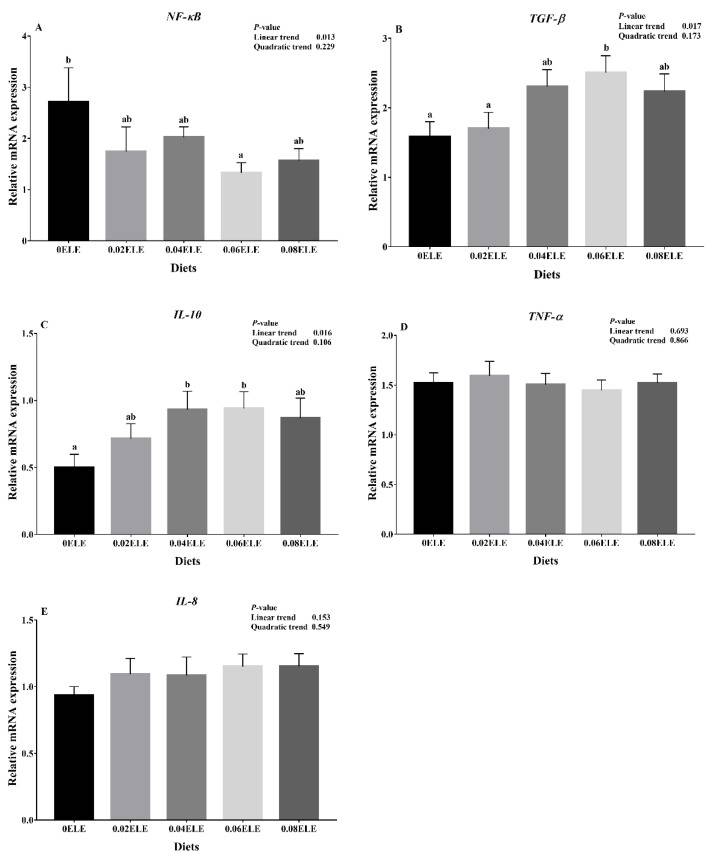 A
NF-κB
P-value
Linear trend 0.013
Quadratic trend 0.229
Relative mRNA expression
4
3
2
1
0
b
ab
ab
a
ab
0ELE 0.02ELE 0.04ELE 0.06ELE 0.08ELE
Diets
B
TGF-β
P-value
Linear trend 0.017
Quadratic trend 0.173
Relative mRNA expression
3
2
1
0
a
a
ab
b
ab
0ELE 0.02ELE 0.04ELE 0.06ELE 0.08ELE
Diets
C
IL-10
P-value
Linear trend 0.016
Quadratic trend 0.106
Relative mRNA expression
1.5
1.0
0.5
0.0
a
ab
b
b
ab
0ELE 0.02ELE 0.04ELE 0.06ELE 0.08ELE
Diets
D
TNF-α
P-value
Linear trend 0.693
Quadratic trend 0.866
Relative mRNA expression
2.0
1.5
1.0
0.5
0.0
0ELE 0.02ELE 0.04ELE 0.06ELE 0.08ELE
Diets
E
IL-8
P-value
Linear trend 0.153
Quadratic trend 0.549
Relative mRNA expression
1.5
1.0
0.5
0.0
0ELE 0.02ELE 0.04ELE 0.06ELE 0.08ELE
Diets